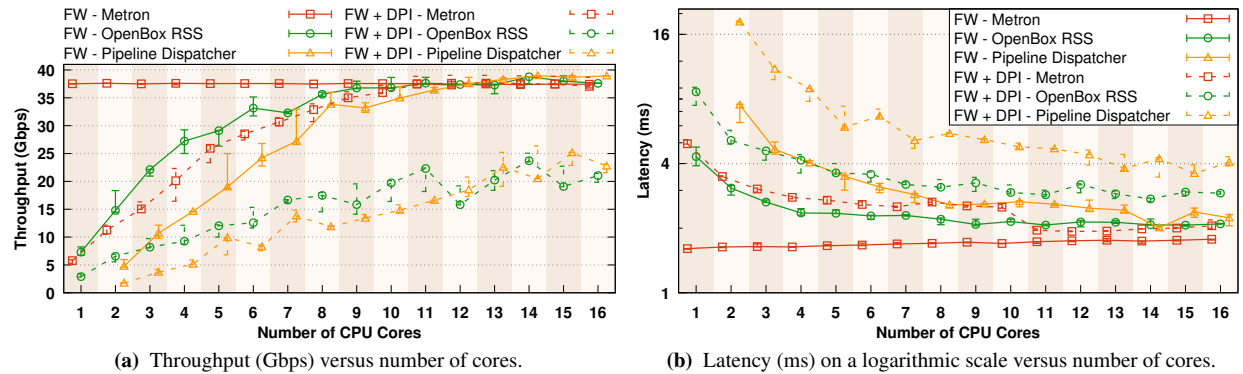 FW - Metron
FW - OpenBox RSS
FW - Pipeline Dispatcher
FW + DPI - Metron
FW + DPI - OpenBox RSS
FW + DPI - Pipeline Dispatcher
Throughput (Gbps)
40
35
30
25
20
15
10
5
0
1 2 3 4 5 6 7 8 9 10 11 12 13 14 15 16
Number of CPU Cores
(a) Throughput (Gbps) versus number of cores.
FW - Metron
FW - OpenBox RSS
FW - Pipeline Dispatcher
FW + DPI - Metron
FW + DPI - OpenBox RSS
FW + DPI - Pipeline Dispatcher
Latency (ms)
16
4
1
1 2 3 4 5 6 7 8 9 10 11 12 13 14 15 16
Number of CPU Cores
(b) Latency (ms) on a logarithmic scale versus number of cores.